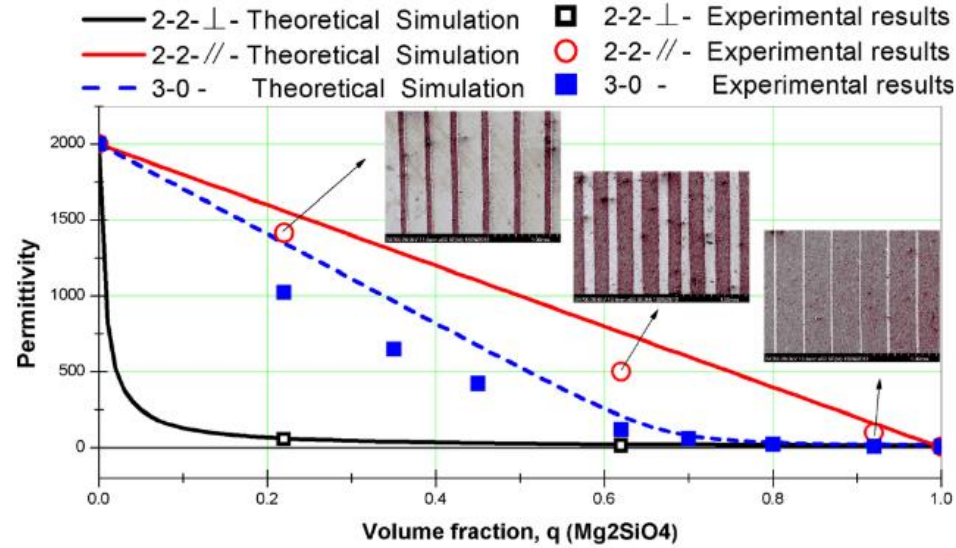 2-2-⊥- Theoretical Simulation 2-2-⊥- Experimental results
2-2-//- Theoretical Simulation 2-2-//- Experimental results
3-0 - Theoretical Simulation 3-0 - Experimental results
2000
1500
1000
500
0
Permittivity
0.0 0.2 0.4 0.6 0.8 1.0
Volume fraction, q (Mg2SiO4)